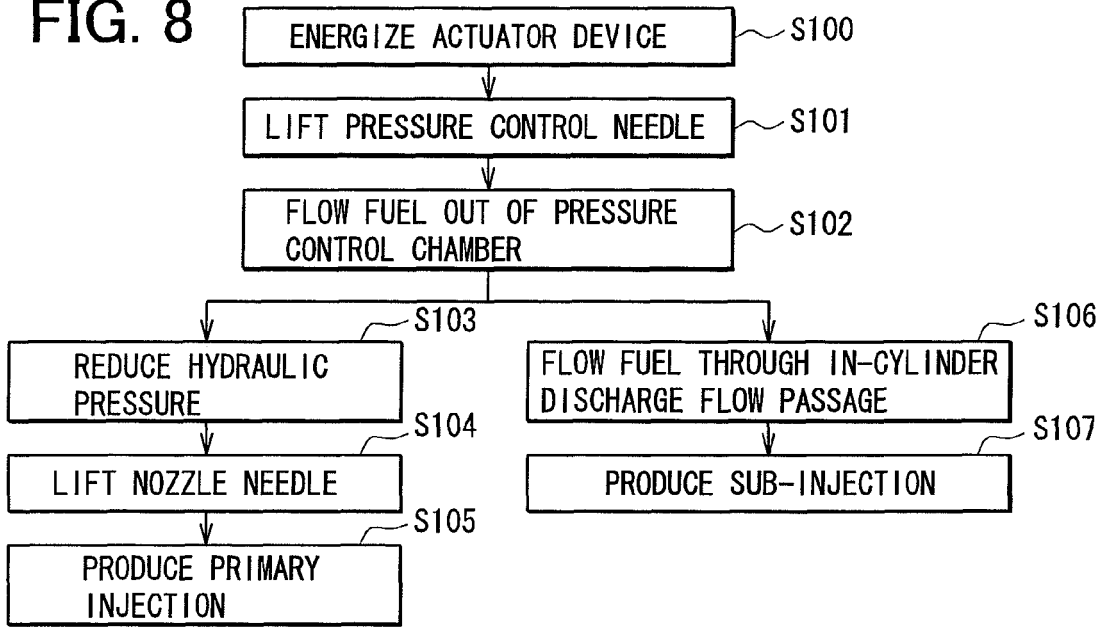 FIG. 8
ENERGIZE ACTUATOR DEVICE
S100
LIFT PRESSURE CONTROL NEEDLE
S101
FLOW FUEL OUT OF PRESSURE
CONTROL CHAMBER
S102
S103
REDUCE HYDRAULIC
PRESSURE
S104
LIFT NOZZLE NEEDLE
S105
PRODUCE PRIMARY
INJECTION
S106
FLOW FUEL THROUGH IN-CYLINDER
DISCHARGE FLOW PASSAGE
S107
PRODUCE SUB-INJECTION